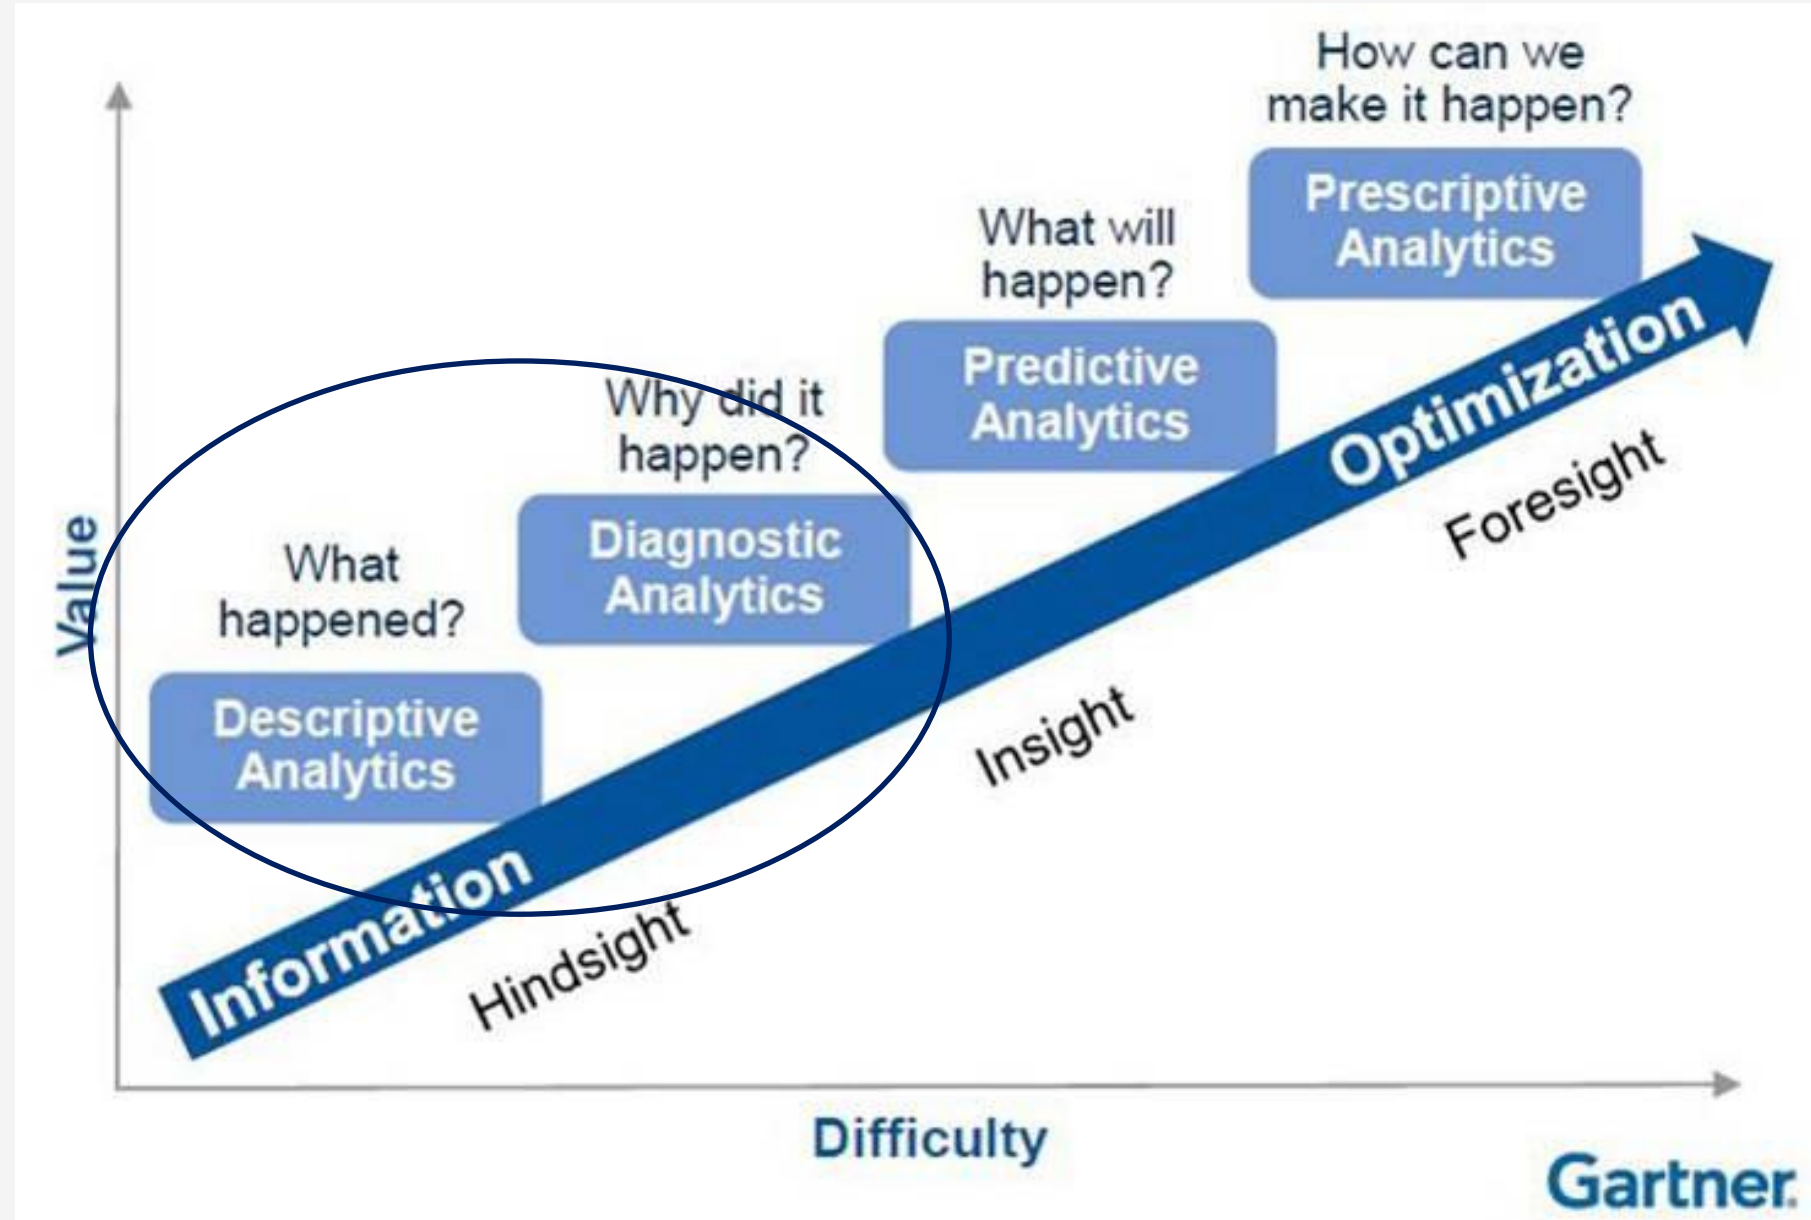 How can we
make it happen?
Prescriptive
Analytics
What will
happen?
Predictive
Analytics
Why did it
happen?
Diagnostic
Analytics
What
happened?
Descriptive
Analytics
Value
Information
Optimization
Hindsight
Insight
Foresight
Difficulty
Gartner.